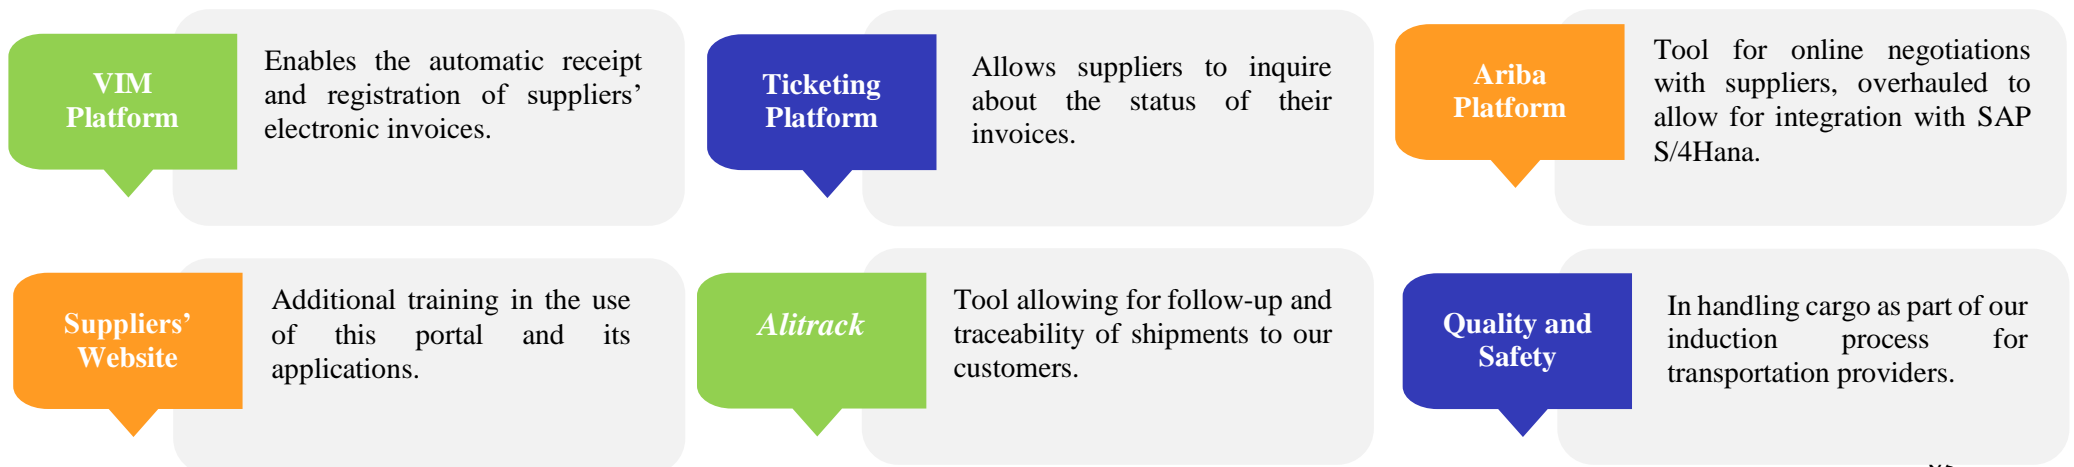 VIM
Platform
Enables the automatic receipt
and registration of suppliers’
electronic invoices.
Ticketing
Platform
Allows suppliers to inquire
about the status of their
invoices.
Ariba
Platform
Tool for online negotiations
with suppliers, overhauled to
allow for integration with SAP
S/4Hana.
Suppliers’
Website
Additional training in the use
of this portal and its
applications.
Alitrack
Tool allowing for follow-up and
traceability of shipments to our
customers.
Quality and
Safety
In handling cargo as part of our
induction process for
transportation providers.